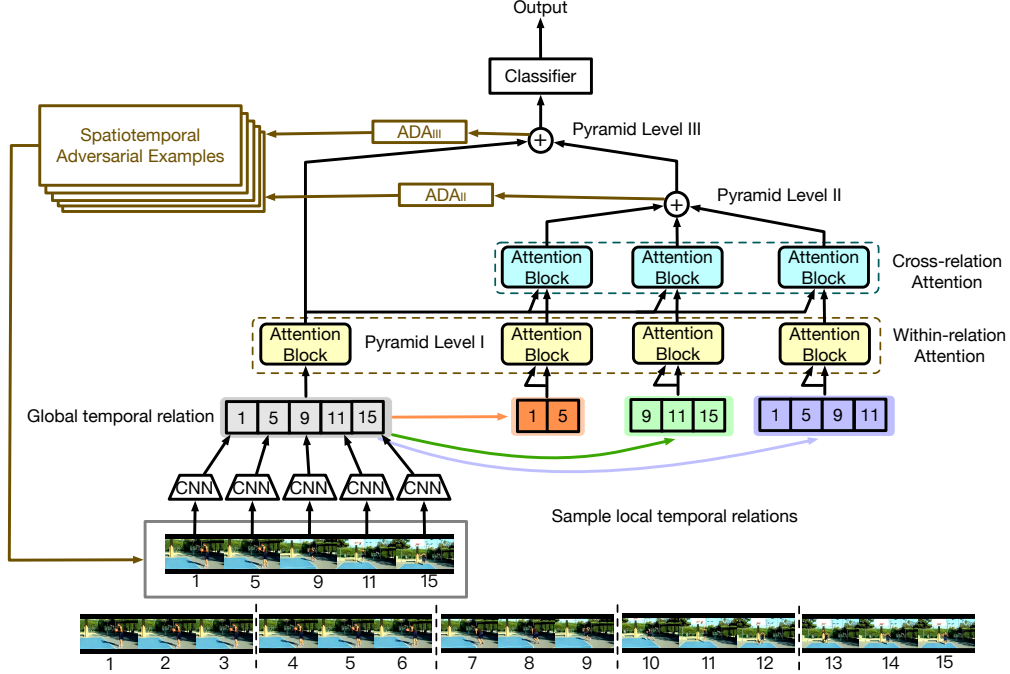 Output
Classifier
Pyramid Level III
ADAIII
Spatiotemporal
Adversarial Examples
ADAII
Pyramid Level II
+
+
Attention
Block
Attention
Block
Attention
Block
Cross-relation
Attention
Attention
Block
Pyramid Level I
Attention
Block
Attention
Block
Attention
Block
Within-relation
Attention
Global temporal relation
1 5 9 11 15
1 5
9 11 15
1 5 9 11
CNN CNN CNN CNN CNN
Sample local temporal relations
1 5 9 11 15
1 2 3 4 5 6 7 8 9 10 11 12 13 14 15